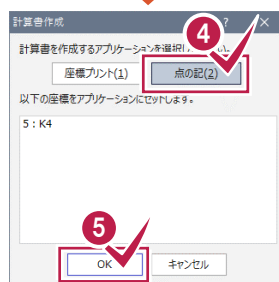 計算書作成 ? ×
4
計算書を作成するアプリケーションを選択
座標プリント(1) 点の記(2)
以下の座標をアプリケーションにセットします。
5 : K4
5
OK キャンセル